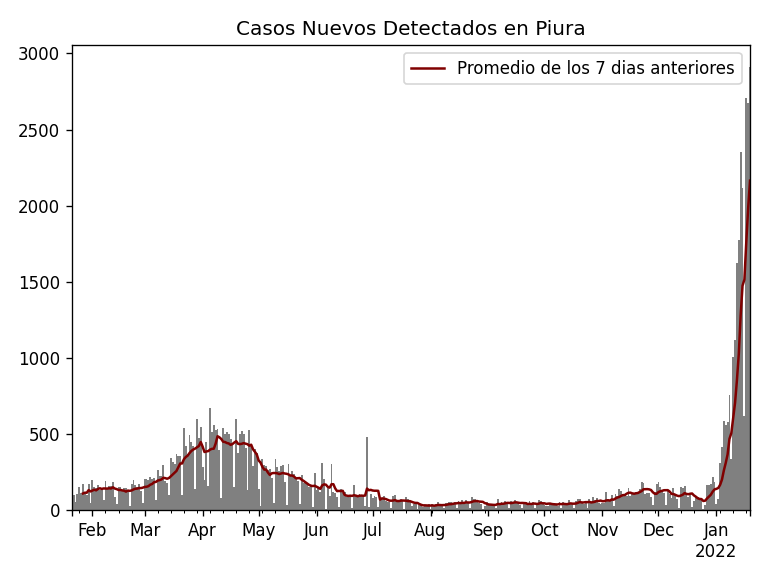 Casos Nuevos Detectados en Piura
Promedio de los 7 dias anteriores
3000
2500
2000
1500
1000
500
0
Feb Mar Apr May Jun Jul Aug Sep Oct Nov Dec Jan
2022